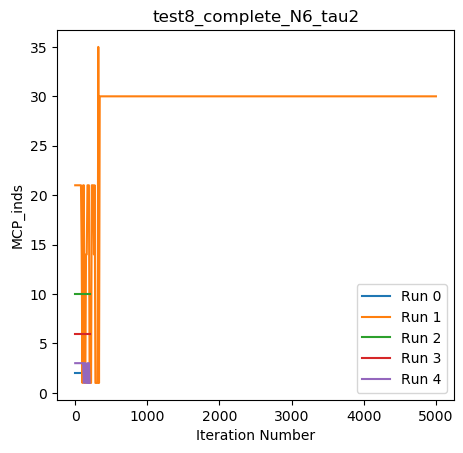 test8_complete_N6_tau2
MCP_inds
35
30
25
20
15
10
5
0
0 1000 2000 3000 4000 5000
Iteration Number
Run 0
Run 1
Run 2
Run 3
Run 4